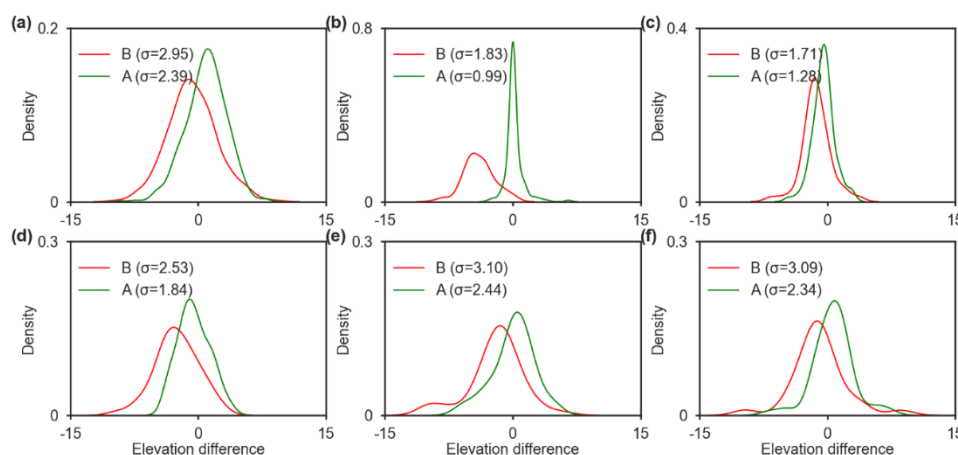 (a)
0.2
B (σ=2.95)
A (σ=2.39)
Density
0
-15
0
15
(b)
0.8
B (σ=1.83)
A (σ=0.99)
Density
0
-15
0
15
(c)
0.4
B (σ=1.71)
A (σ=1.28)
Density
0
-15
0
15
(d)
0.3
B (σ=2.53)
A (σ=1.84)
Density
0
-15
0
15
Elevation difference
(e)
0.3
B (σ=3.10)
A (σ=2.44)
Density
0
-15
0
15
Elevation difference
(f)
0.3
B (σ=3.09)
A (σ=2.34)
Density
0
-15
0
15
Elevation difference